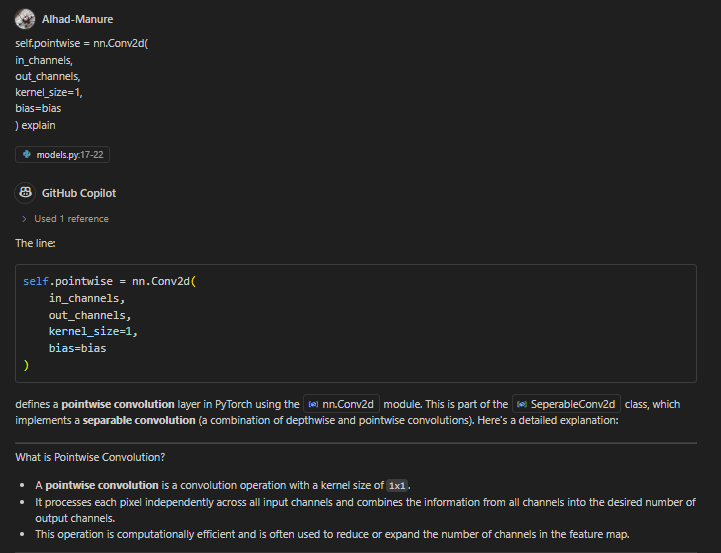 Alhad-Manure
self.pointwise = nn.Conv2d(
in_channels,
out_channels,
kernel_size=1,
bias=bias
) explain
models.py:17-22
GitHub Copilot
Used 1 reference
The line:
self.pointwise = nn.Conv2d(
    in_channels,
    out_channels,
    kernel_size=1,
    bias=bias
)
defines a pointwise convolution layer in PyTorch using the nn.Conv2d module. This is part of the SeperableConv2d class, which
implements a separable convolution (a combination of depthwise and pointwise convolutions). Here's a detailed explanation:
What is Pointwise Convolution?
• A pointwise convolution is a convolution operation with a kernel size of 1x1.
• It processes each pixel independently across all input channels and combines the information from all channels into the desired number of
output channels.
• This operation is computationally efficient and is often used to reduce or expand the number of channels in the feature map.